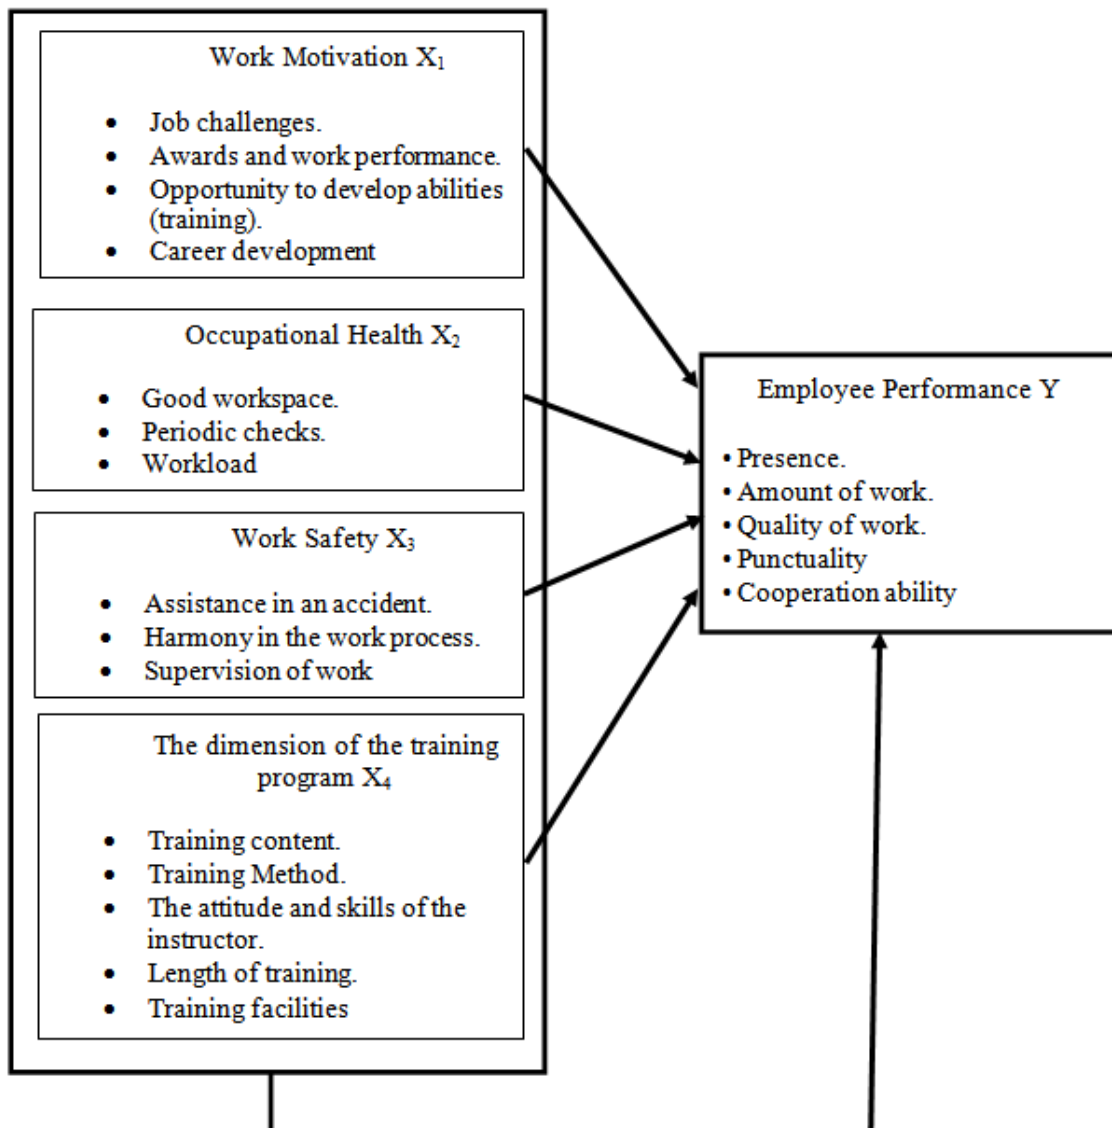 Work Motivation X₁
• Job challenges.
• Awards and work performance.
• Opportunity to develop abilities
(training).
• Career development
Occupational Health X₂
• Good workspace.
• Periodic checks.
• Workload
Work Safety X₃
• Assistance in an accident.
• Harmony in the work process.
• Supervision of work
The dimension of the training
program X₄
• Training content.
• Training Method.
• The attitude and skills of the
instructor.
• Length of training.
• Training facilities
Employee Performance Y
• Presence.
• Amount of work.
• Quality of work.
• Punctuality
• Cooperation ability